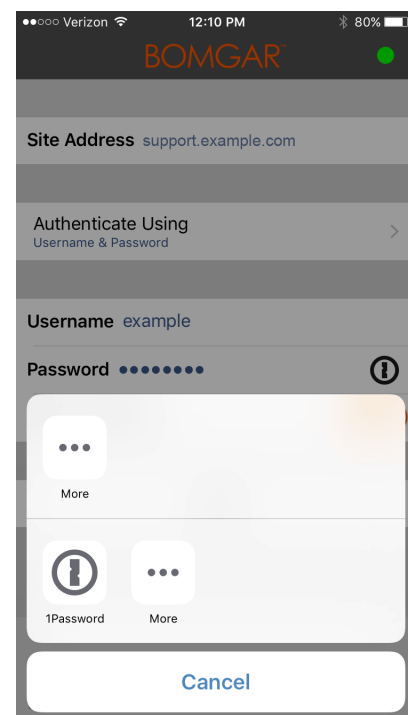 Verizon 12:10 PM 80%
BOMGAR
Site Address support.example.com
Authenticate Using
Username & Password
Username example
Password ••••••••
More
1Password More
Cancel